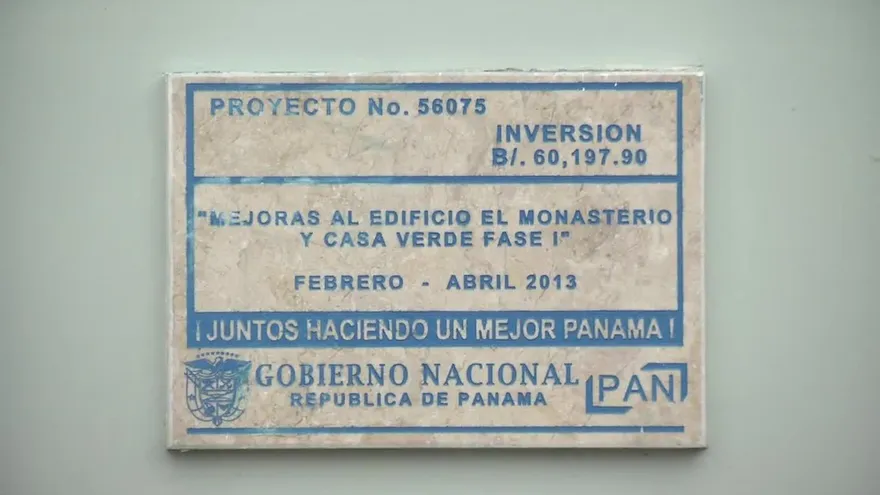 PROYECTO No. 56075
INVERSION
B/. 60,197.90
"MEJORAS AL EDIFICIO EL MONASTERIO
Y CASA VERDE FASE I"
FEBRERO - ABRIL 2013
¡JUNTOS HACIENDO UN MEJOR PANAMA!
GOBIERNO NACIONAL
REPUBLICA DE PANAMA
PAN